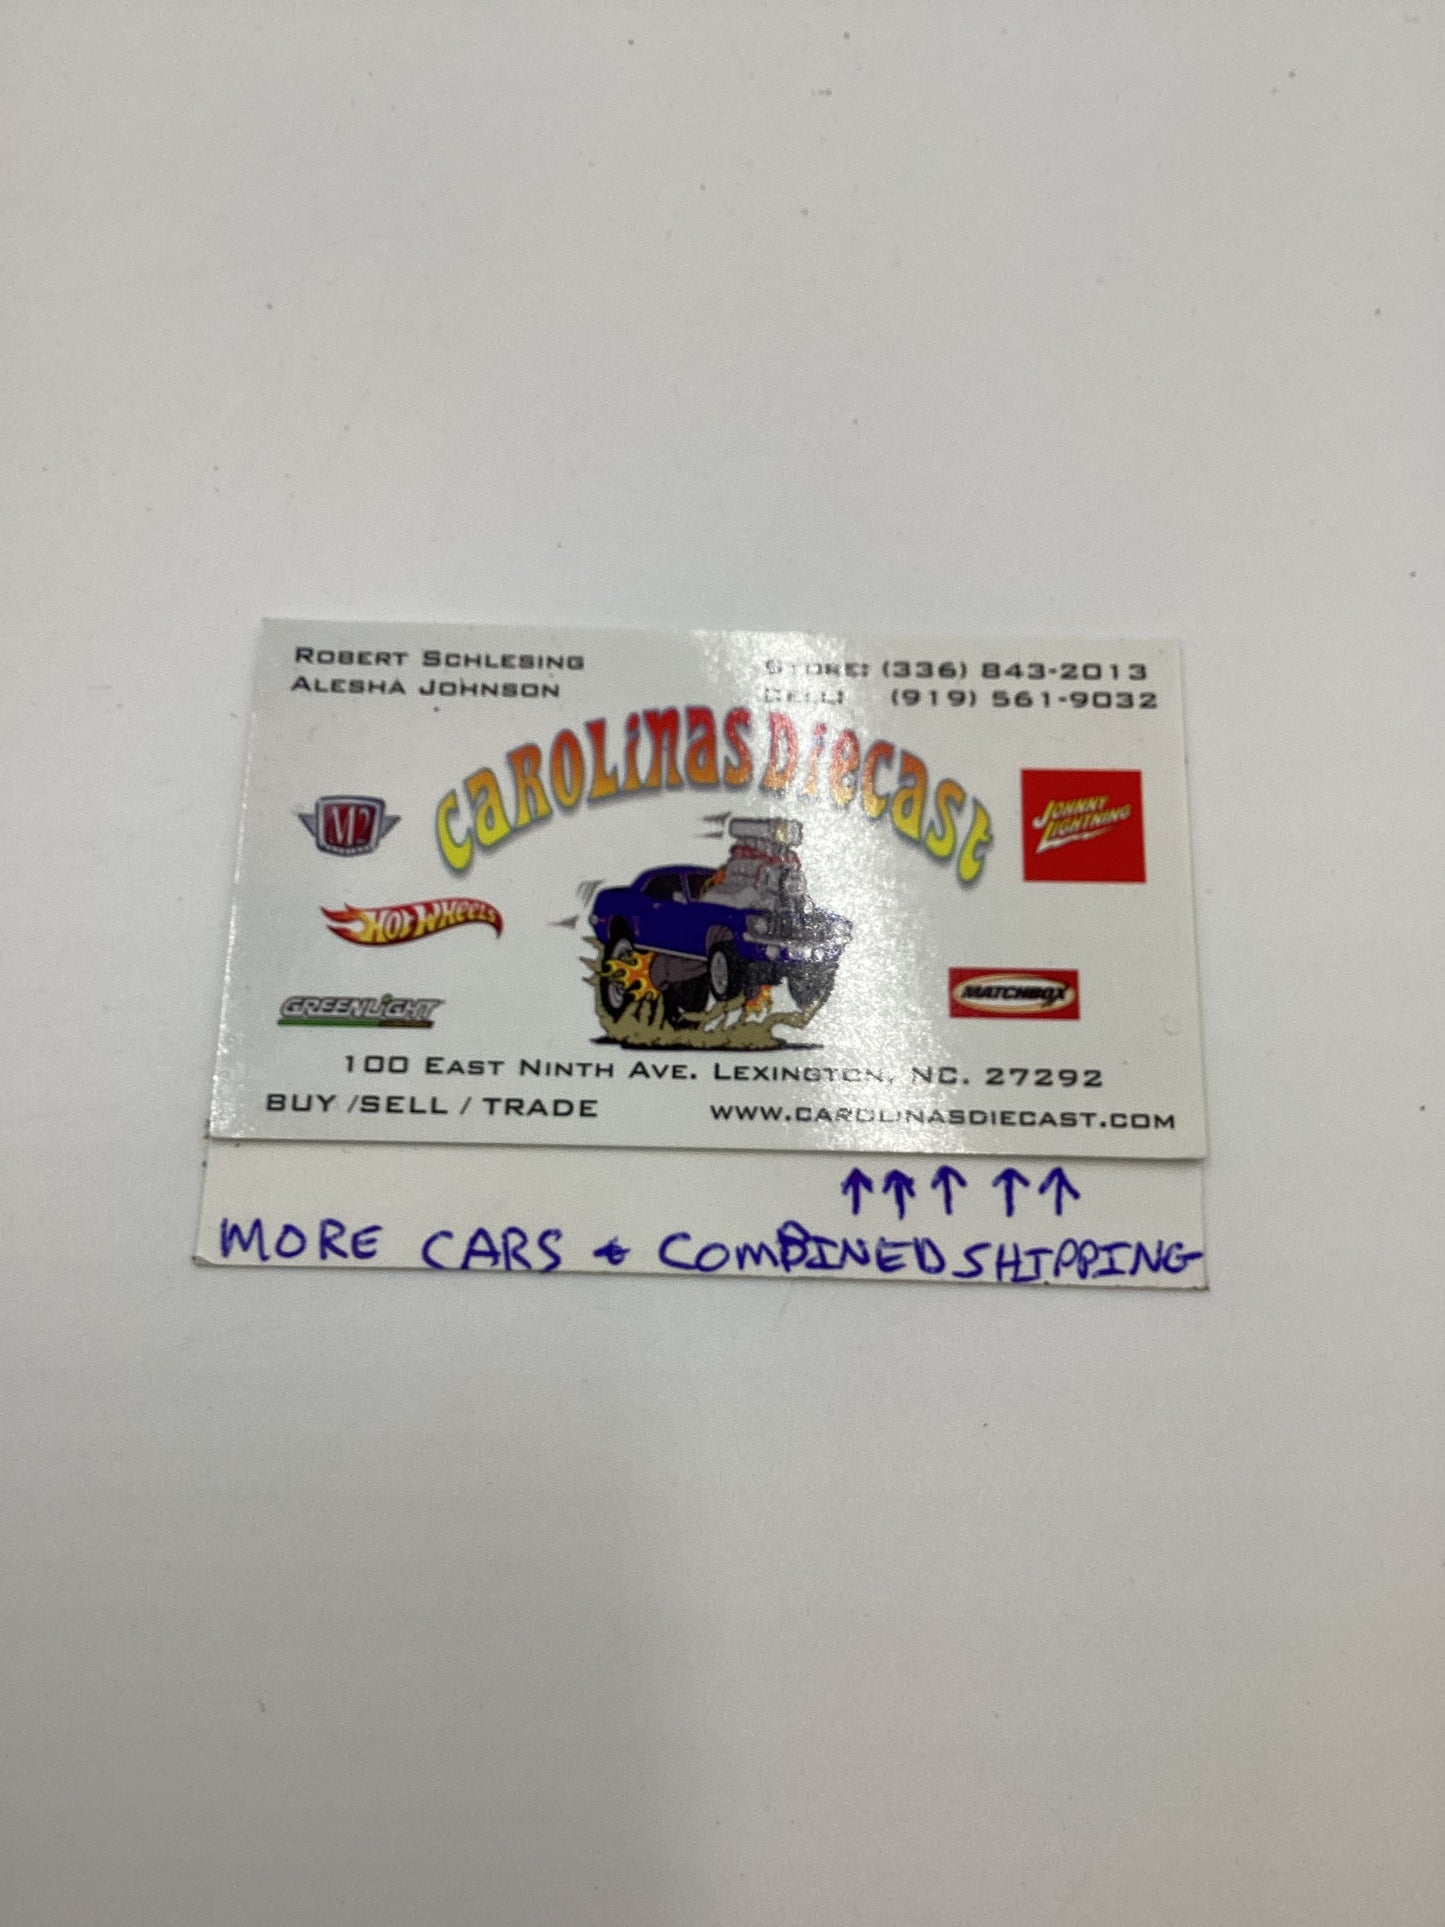 ROBERT SCHLESING
ALESHA JOHNSON
STORE: (336) 843-2013
CELL: (919) 561-9032
CAROLINAS DIECAST
M2
JOHNNY
LIGHTNING
HOT WHEELS
GREENLIGHT
MATCHBOX
100 EAST NINTH AVE. LEXINGTON, NC. 27292
BUY /SELL / TRADE
WWW.CAROLINASDIECAST.COM
↑↑↑ ↑↑
MORE CARS & COMBINED SHIPPING